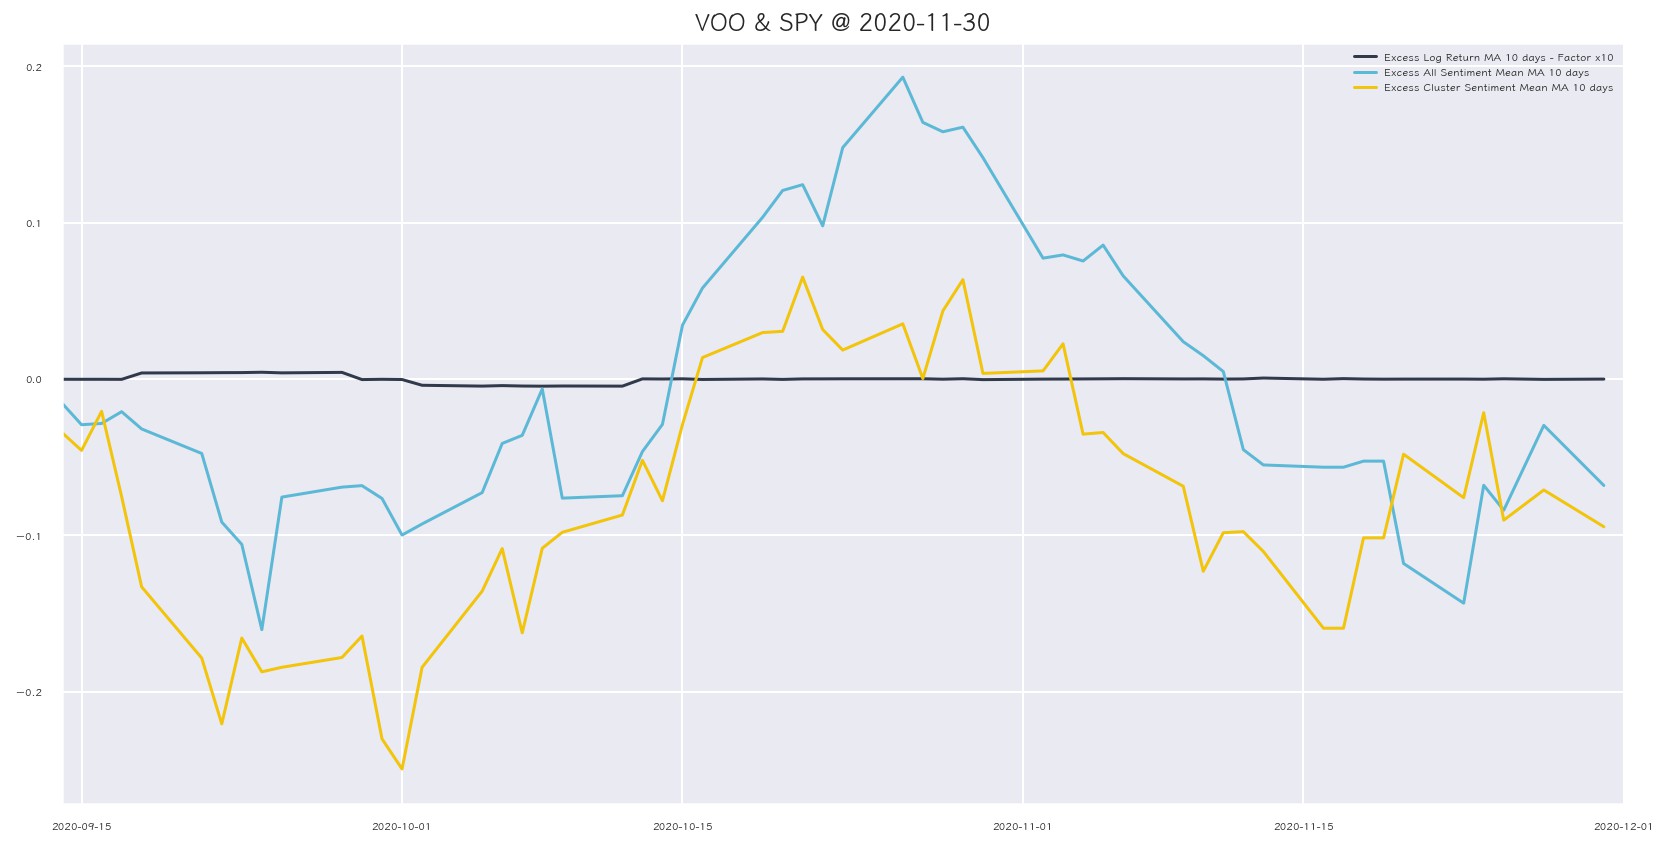 VOO & SPY @ 2020-11-30
Excess Log Return MA 10 days - Factor x10
Excess All Sentiment Mean MA 10 days
Excess Cluster Sentiment Mean MA 10 days
0.2
0.1
0.0
−0.1
−0.2
2020-09-15 2020-10-01 2020-10-15 2020-11-01 2020-11-15 2020-12-01